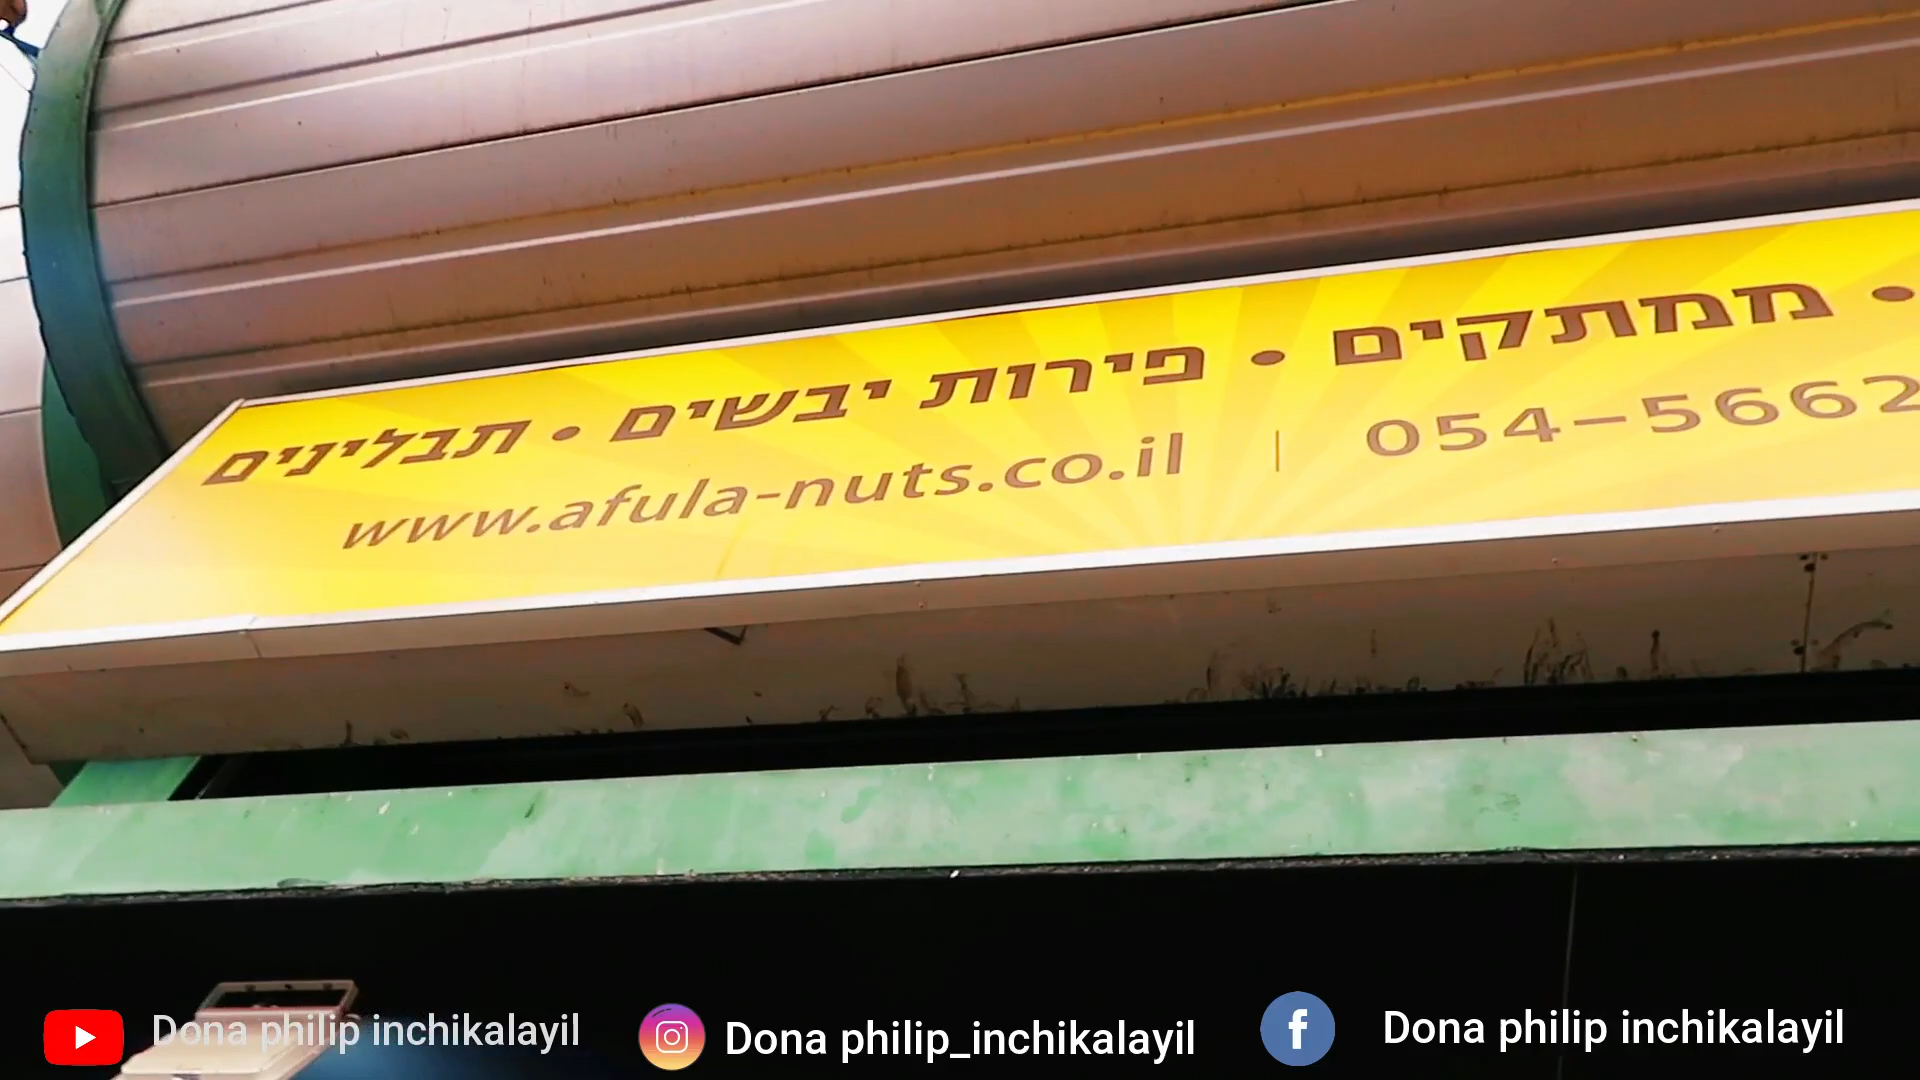 • ממתקים • פירות יבשים • תבלינים
www.afula-nuts.co.il | 054-5662
Dona philip inchikalayil
Dona philip_inchikalayil
Dona philip inchikalayil